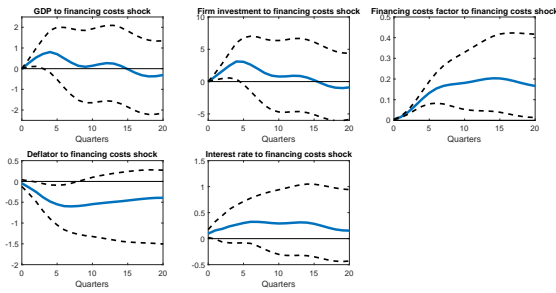 GDP to financing costs shock
2
1
0
-1
-2
0 5 10 15 20
Quarters
Firm investment to financing costs shock
10
5
0
-5
0 5 10 15 20
Quarters
Financing costs factor to financing costs shock
0.5
0.4
0.3
0.2
0.1
0
0 5 10 15 20
Quarters
Deflator to financing costs shock
0.5
0
-0.5
-1
-1.5
-2
0 5 10 15 20
Quarters
Interest rate to financing costs shock
1.5
1
0.5
0
-0.5
0 5 10 15 20
Quarters